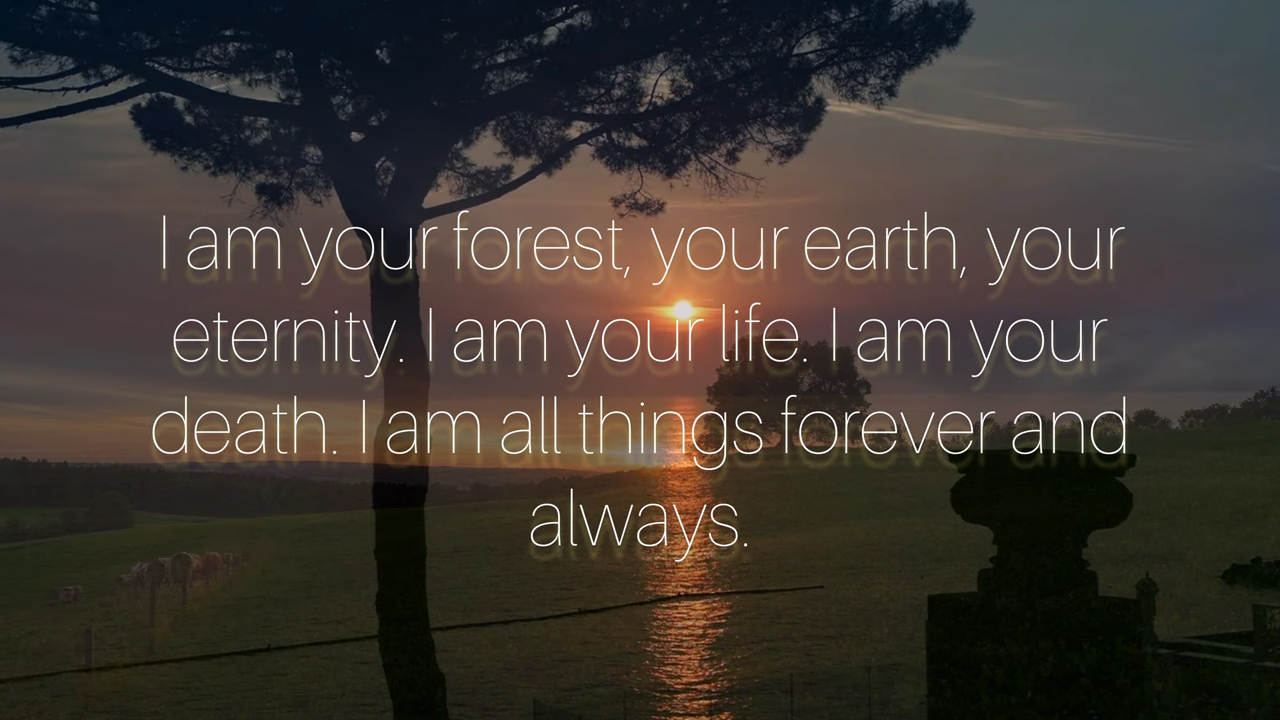 I am your forest, your earth, your
eternity. I am your life. I am your
death. I am all things forever and
always.